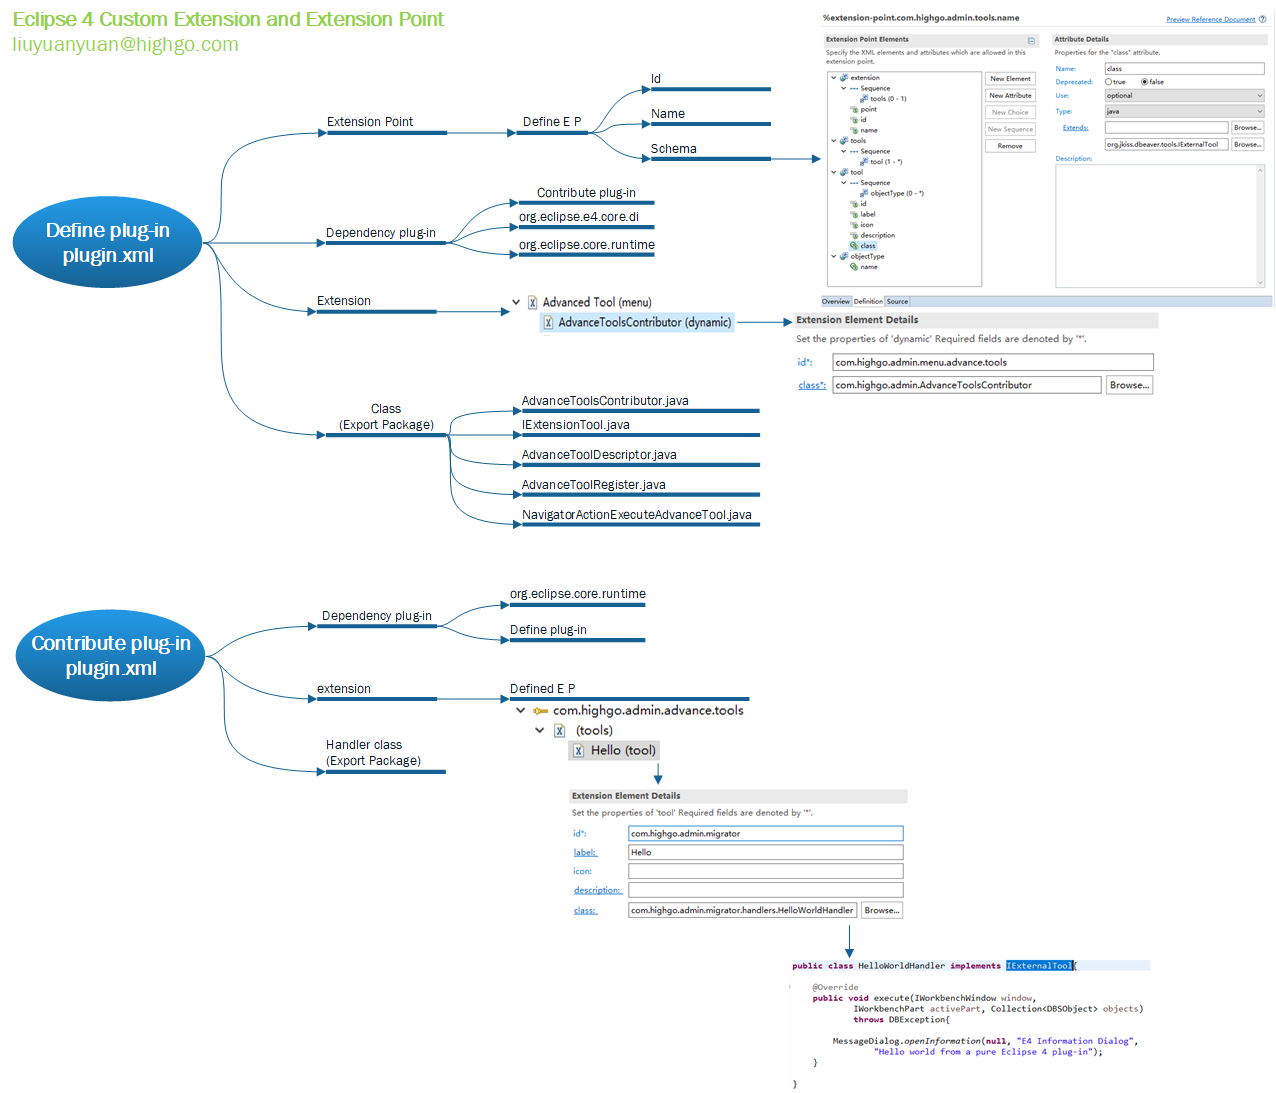 Eclipse 4 Custom Extension and Extension Point
liuyuanyuan@highgo.com
Define plug-in
plugin.xml
Extension Point
Define E P
Id
Name
Schema
Dependency plug-in
Contribute plug-in
org.eclipse.e4.core.di
org.eclipse.core.runtime
Extension
Advanced Tool (menu)
AdvanceToolsContributor (dynamic)
Class
(Export Package)
AdvanceToolsContributor.java
IExtensionTool.java
AdvanceToolDescriptor.java
AdvanceToolRegister.java
NavigatorActionExecuteAdvanceTool.java
%extension-point.com.highgo.admin.tools.name
Preview Reference Document
Extension Point Elements
Specify the XML elements and attributes which are allowed in this
extension point.
extension
Sequence
tools (0 - 1)
point
id
name
tools
Sequence
tool (1 - *)
tool
Sequence
objectType (0 - *)
id
label
icon
description
class
objectType
name
New Element
New Attribute
New Choice
New Sequence
Remove
Attribute Details
Properties for the "class" attribute.
Name: class
Deprecated: true false
Use: optional
Type: java
Extends: Browse...
org.jkiss.dbeaver.tools.IExternalTool Browse...
Description:
Overview Definition Source
Extension Element Details
Set the properties of 'dynamic' Required fields are denoted by '*'.
id*: com.highgo.admin.menu.advance.tools
class*: com.highgo.admin.AdvanceToolsContributor Browse...
Contribute plug-in
plugin.xml
Dependency plug-in
org.eclipse.core.runtime
Define plug-in
extension
Defined E P
com.highgo.admin.advance.tools
(tools)
Hello (tool)
Handler class
(Export Package)
Extension Element Details
Set the properties of 'tool' Required fields are denoted by '*'.
id*: com.highgo.admin.migrator
label: Hello
icon:
description:
class: com.highgo.admin.migrator.handlers.HelloWorldHandler Browse...
public class HelloWorldHandler implements IExternalTool{
@Override
public void execute(IWorkbenchWindow window,
IWorkbenchPart activePart, Collection<DBSObject> objects)
throws DBException{
MessageDialog.openInformation(null, "E4 Information Dialog",
"Hello world from a pure Eclipse 4 plug-in");
}
}